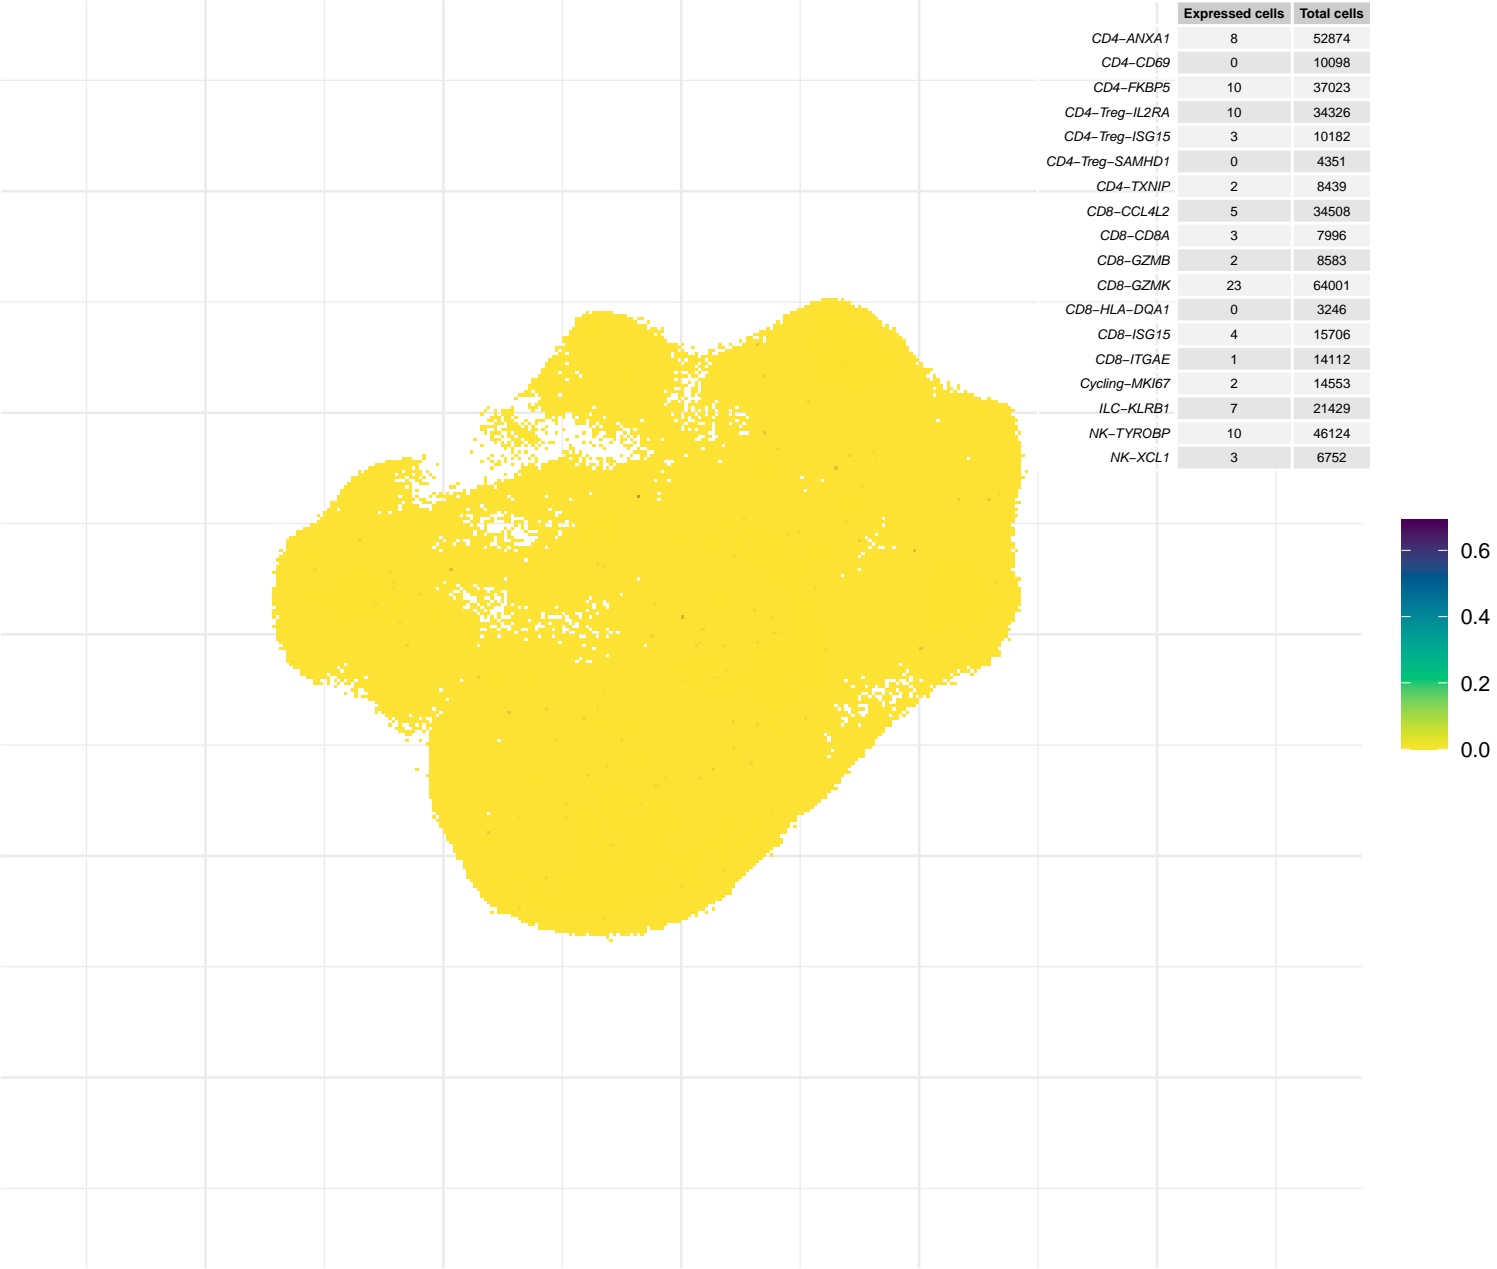 Expressed cells Total cells
CD4−ANXA1 8 52874
CD4−CD69 0 10098
CD4−FKBP5 10 37023
CD4−Treg−IL2RA 10 34326
CD4−Treg−ISG15 3 10182
CD4−Treg−SAMHD1 0 4351
CD4−TXNIP 2 8439
CD8−CCL4L2 5 34508
CD8−CD8A 3 7996
CD8−GZMB 2 8583
CD8−GZMK 23 64001
CD8−HLA−DQA1 0 3246
CD8−ISG15 4 15706
CD8−ITGAE 1 14112
Cycling−MKI67 2 14553
ILC−KLRB1 7 21429
NK−TYROBP 10 46124
NK−XCL1 3 6752
0.6
0.4
0.2
0.0